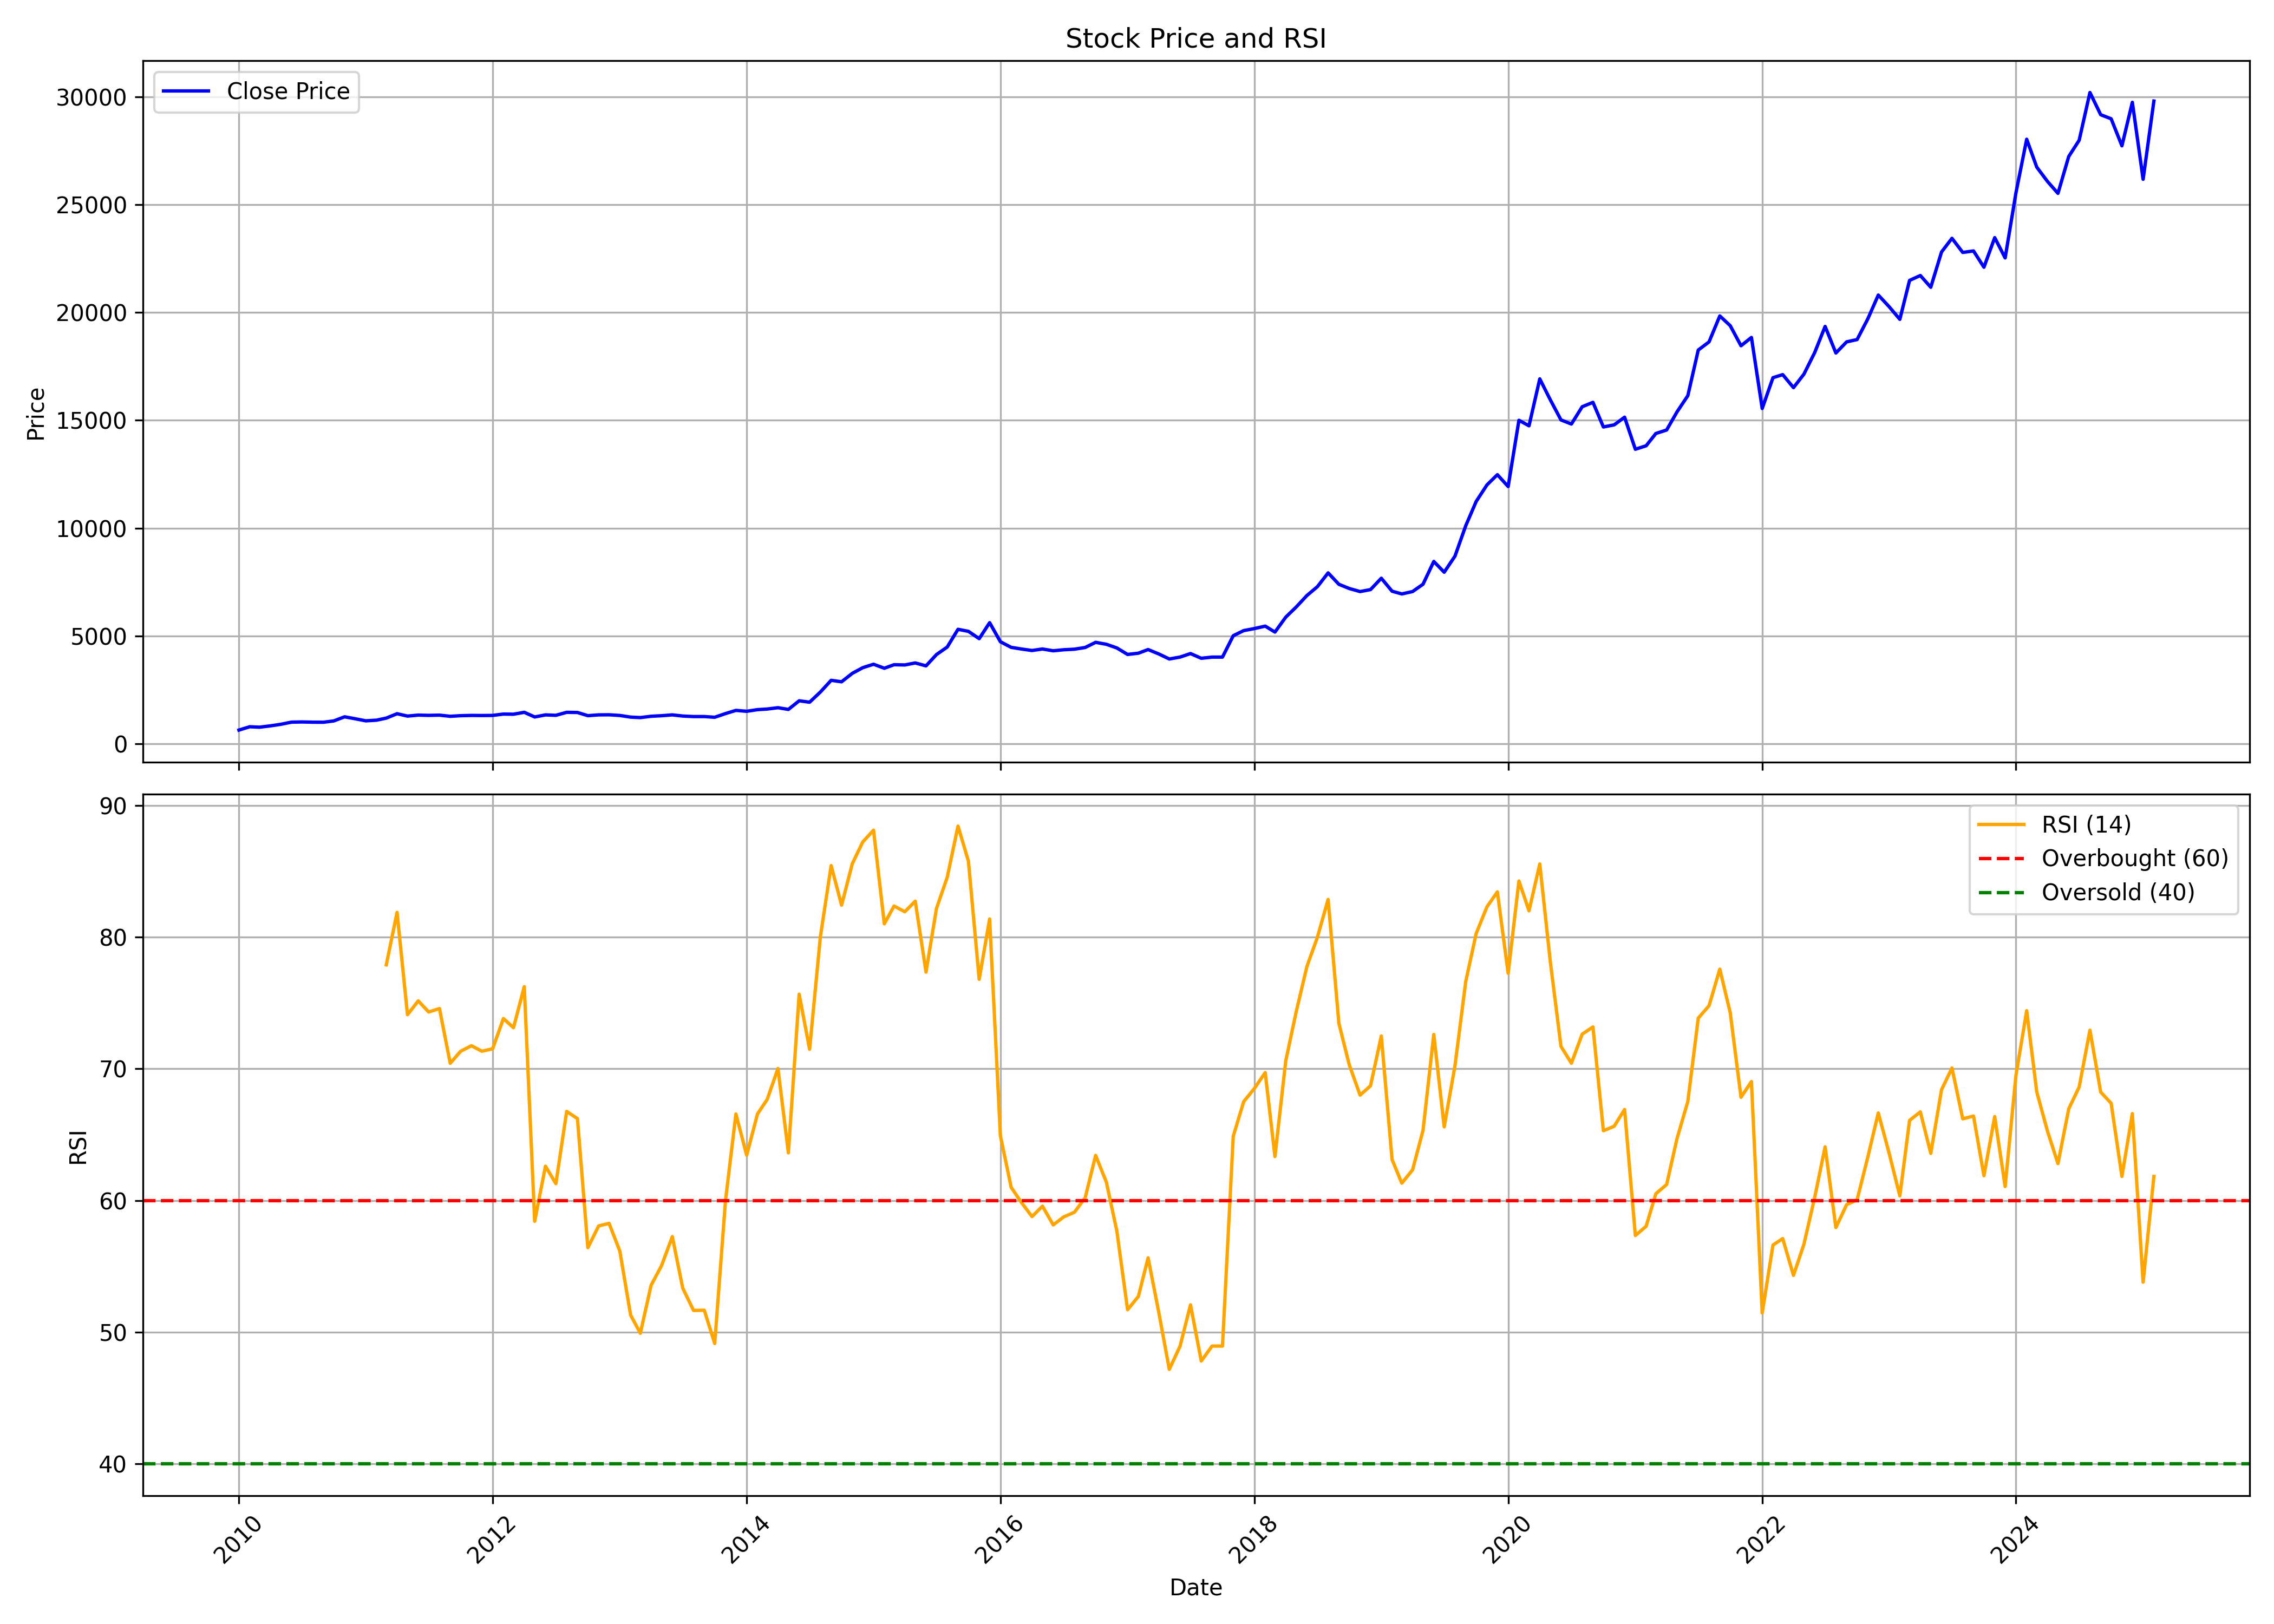 Stock Price and RSI
Close Price
30000
25000
20000
15000
10000
5000
0
Price
90
80
70
60
50
40
RSI
RSI (14)
Overbought (60)
Oversold (40)
2010
2012
2014
2016
2018
2020
2022
2024
Date